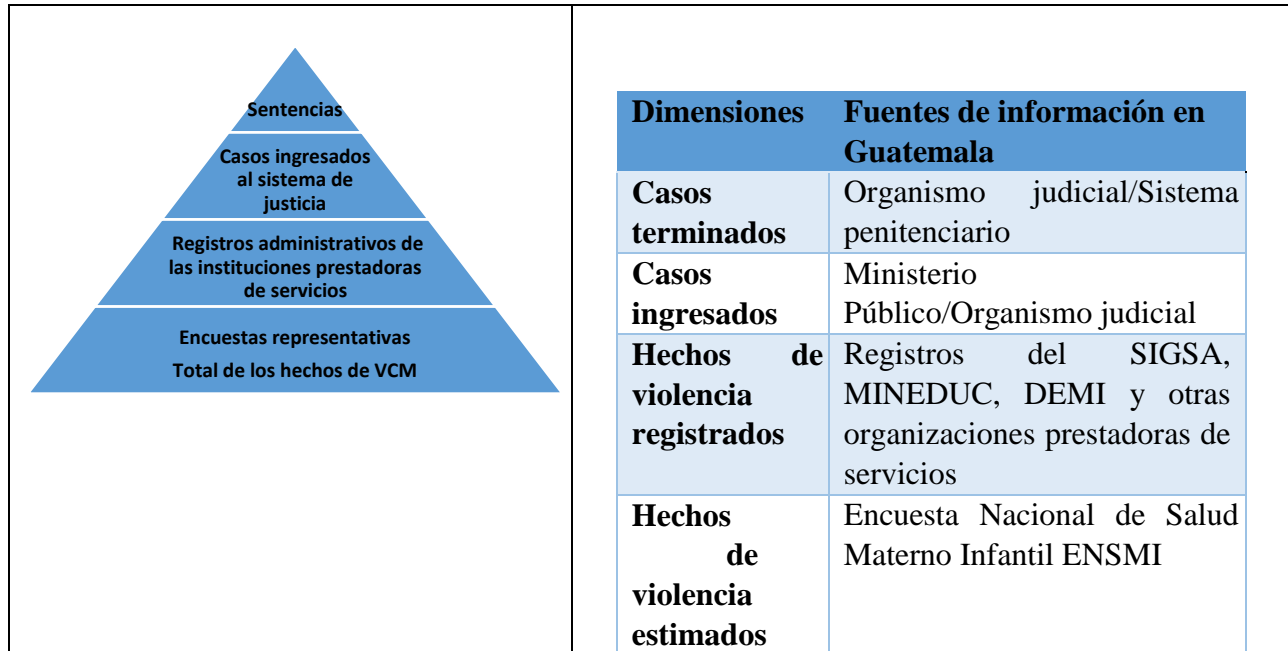 Sentencias
Casos ingresados
al sistema de
justicia
Registros administrativos de
las instituciones prestadoras
de servicios
Encuestas representativas
Total de los hechos de VCM
Dimensiones
Fuentes de información en
Guatemala
Casos
terminados
Organismo judicial/Sistema
penitenciario
Casos
ingresados
Ministerio
Público/Organismo judicial
Hechos de
violencia
registrados
Registros del SIGSA,
MINEDUC, DEMI y otras
organizaciones prestadoras de
servicios
Hechos
de
violencia
estimados
Encuesta Nacional de Salud
Materno Infantil ENSMI